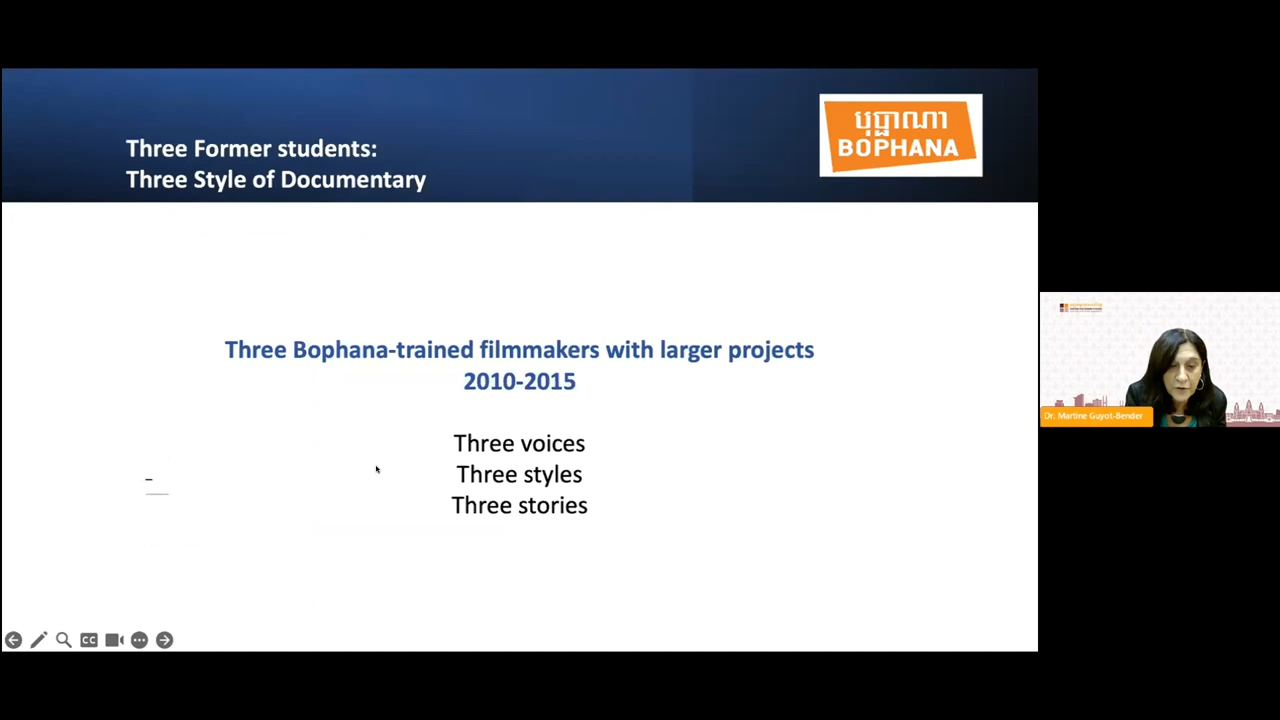 Three Former students:
Three Style of Documentary
បុប្ផាណា
BOPHANA
Three Bophana-trained filmmakers with larger projects
2010-2015
Three voices
Three styles
Three stories
–
CC
Dr. Martine Guyot-Bender